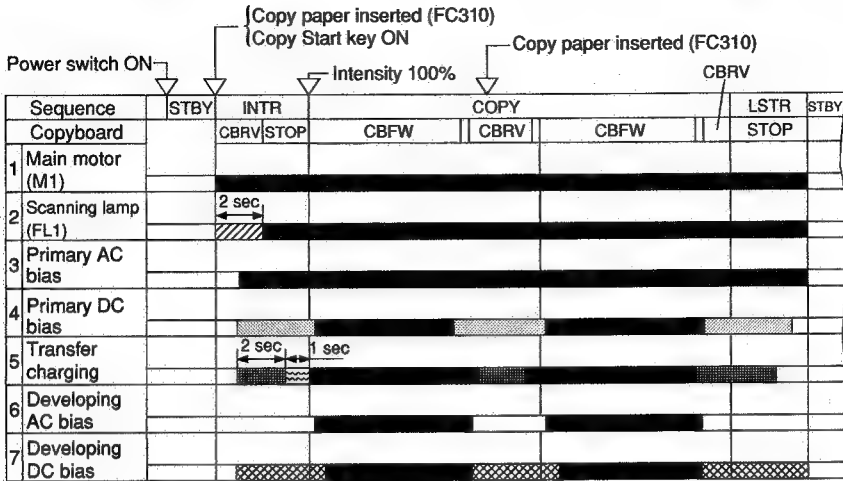 Copy paper inserted (FC310)
Copy Start key ON
Power switch ON
Copy paper inserted (FC310)
Intensity 100%
CBRV
Sequence STBY INTR COPY LSTR STBY
Copyboard CBRV STOP CBFW CBRV CBFW STOP
1 Main motor
(M1)
2 sec
2 Scanning lamp
(FL1)
3 Primary AC
bias
4 Primary DC
bias
2 sec 1 sec
5 Transfer
charging
6 Developing
AC bias
7 Developing
DC bias